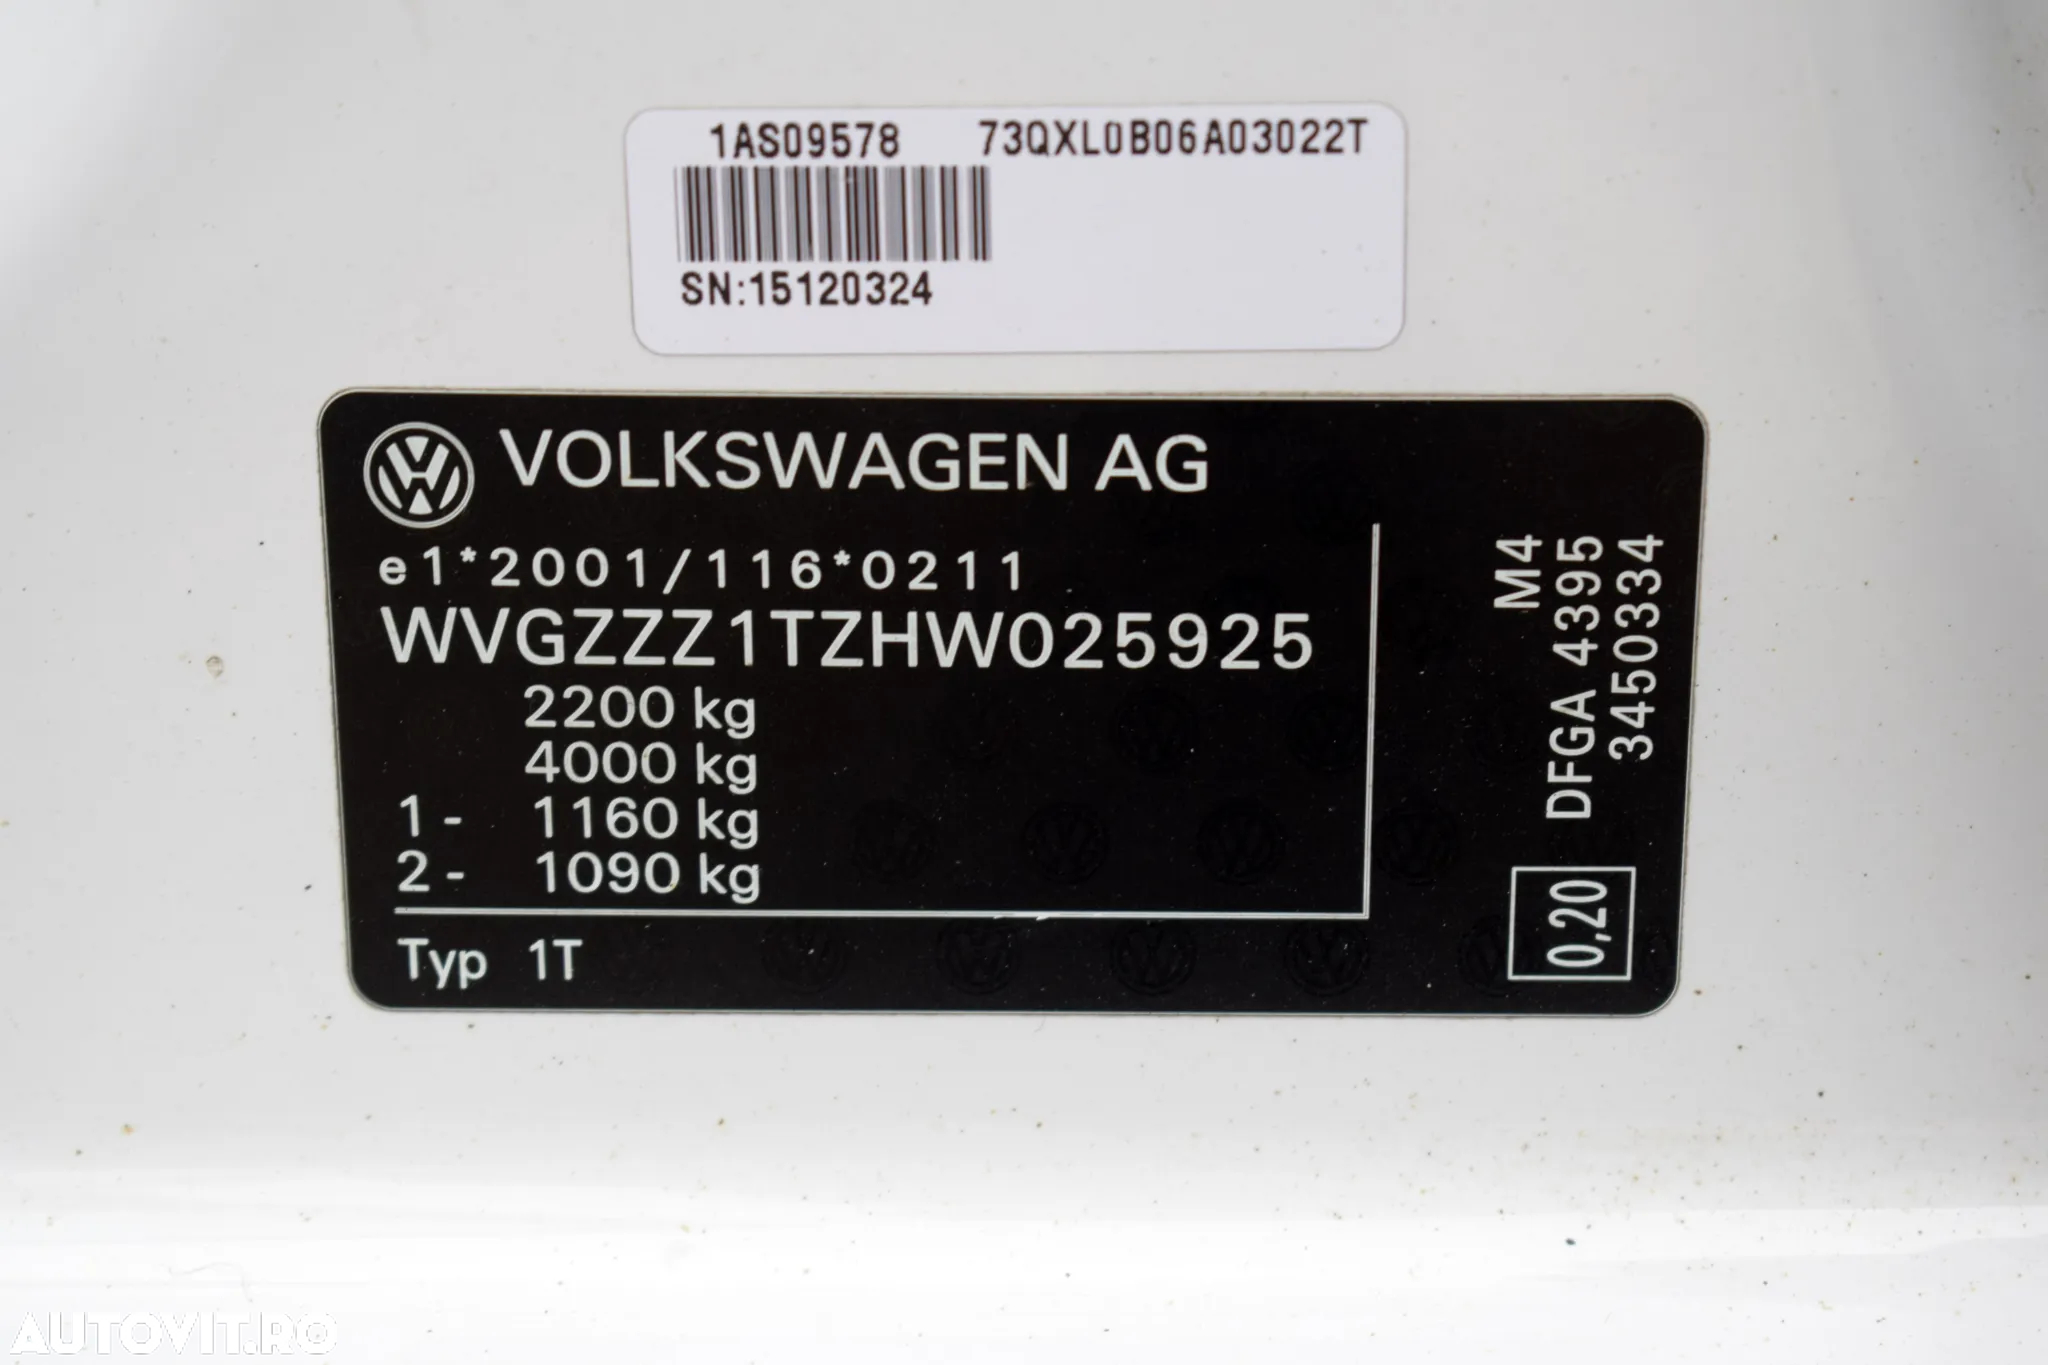 1AS09578 73QXL0B06A03022T
SN:15120324
VOLKSWAGEN AG
e1*2001/116*0211
WVGZZZ1TZHW025925
2200 kg
4000 kg
1- 1160 kg
2- 1090 kg
Typ 1T
M4
DFGA 4395
3450334
0,20
AUTOVIT.RO